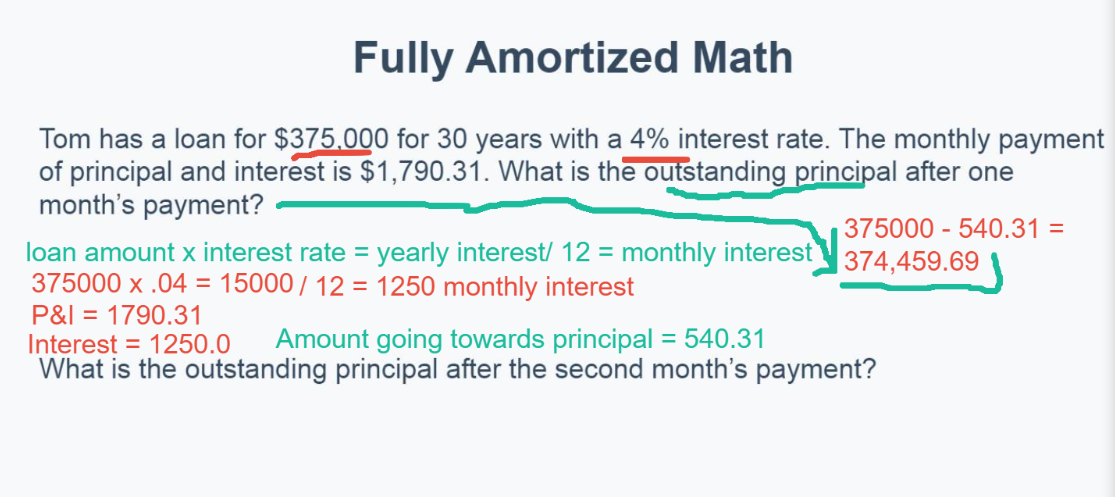 Fully Amortized Math
Tom has a loan for $375,000 for 30 years with a 4% interest rate. The monthly payment
of principal and interest is $1,790.31. What is the outstanding principal after one
month's payment?
375000 - 540.31 =
374,459.69
loan amount x interest rate = yearly interest/ 12 = monthly interest
375000 x .04 = 15000 / 12 = 1250 monthly interest
P&I = 1790.31
Interest = 1250.0 Amount going towards principal = 540.31
What is the outstanding principal after the second month's payment?